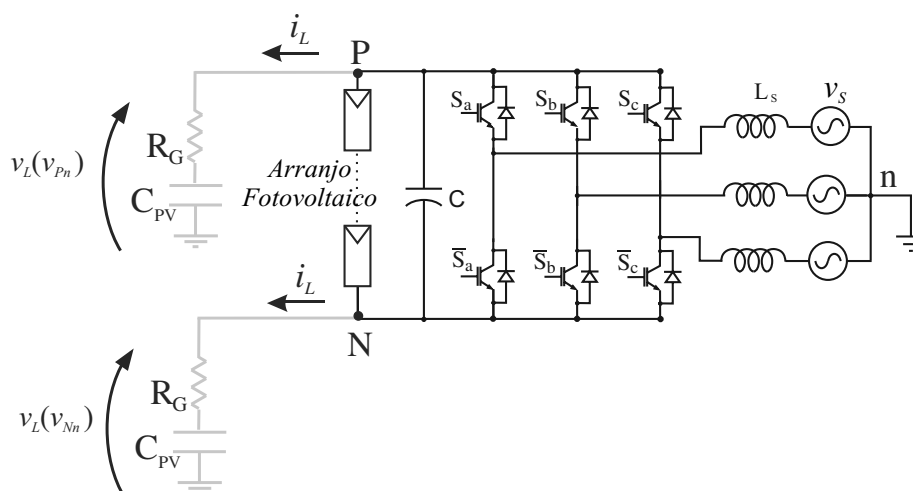 i_L
P
R_G
C_PV
v_L(v_Pn)
Arranjo
Fotovoltaico
C
S_a
S_b
S_c
L_s
v_S
n
S̅_a
S̅_b
S̅_c
i_L
N
R_G
C_PV
v_L(v_Nn)